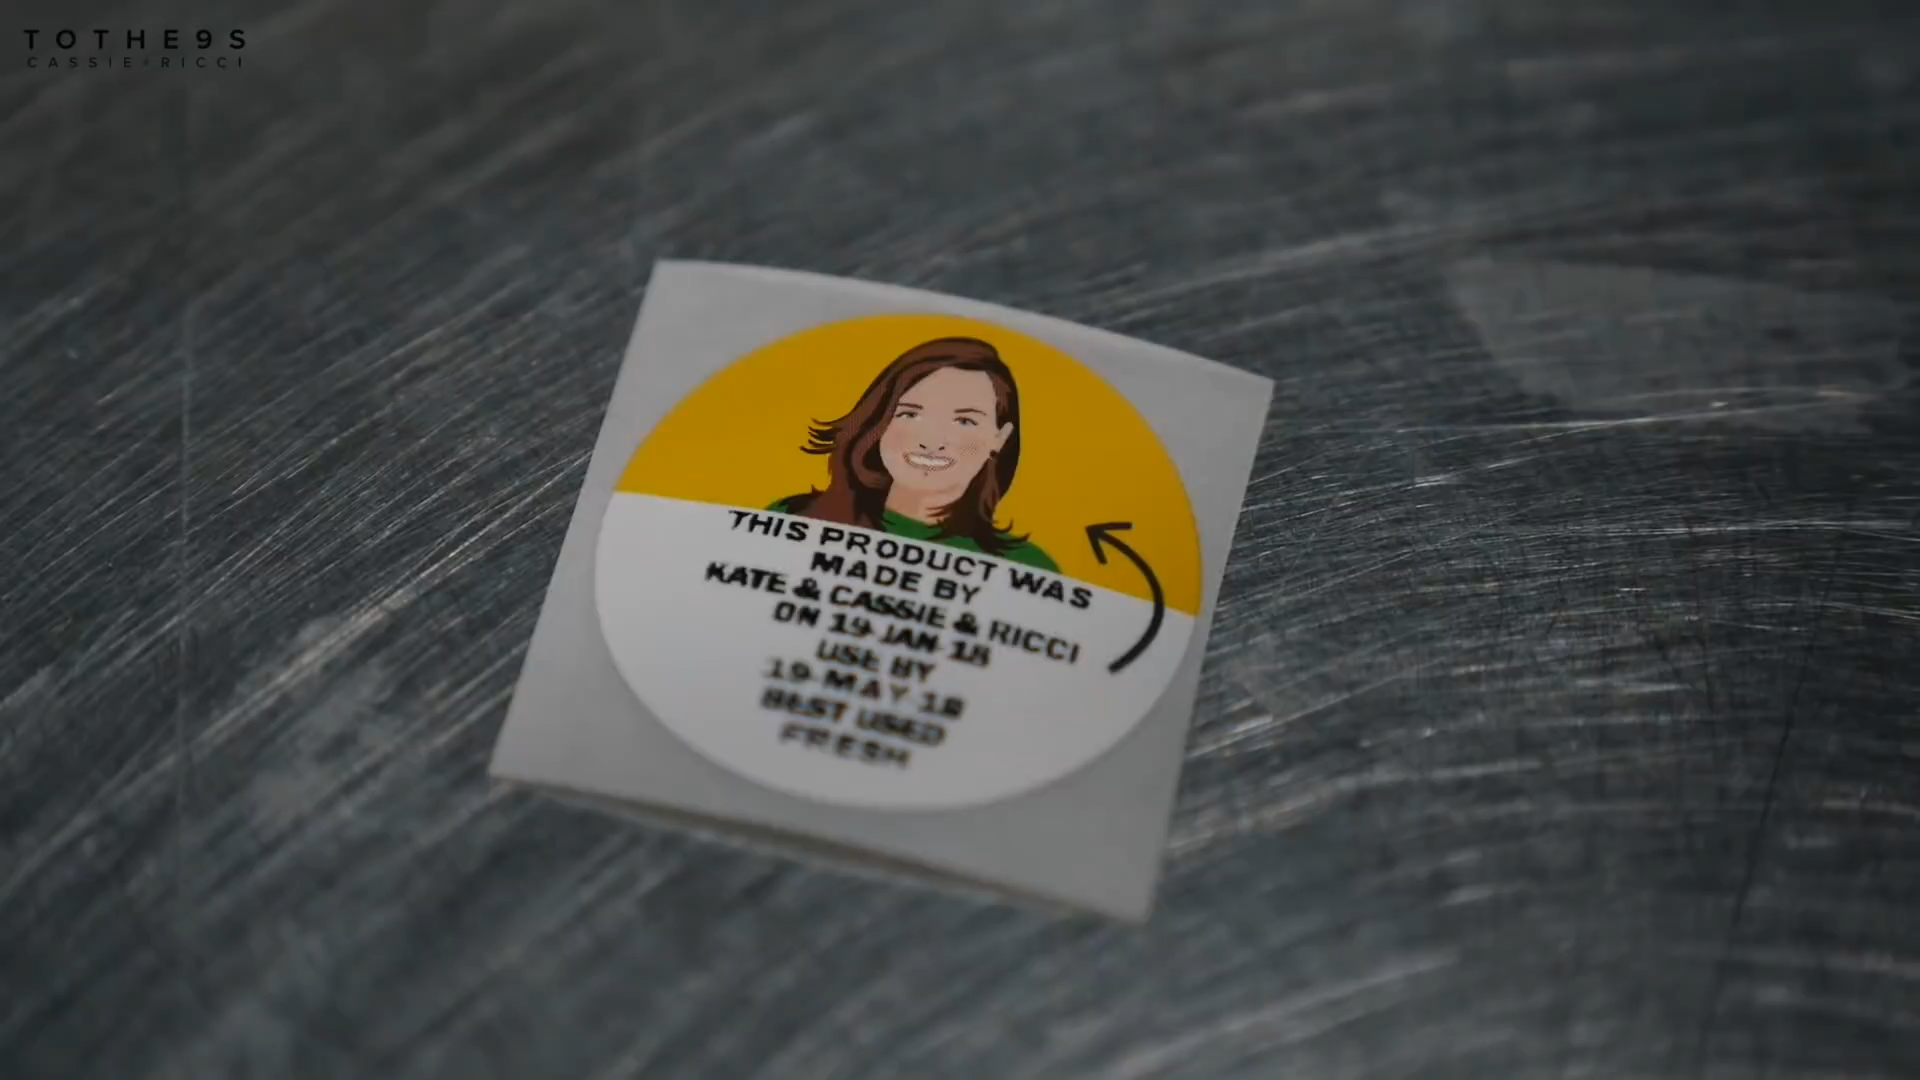 TOTHE9S
CASSIE+RICCI
THIS PRODUCT WAS
MADE BY
KATE & CASSIE & RICCI
ON 19-JAN-18
USE BY
19-MAY-18
BEST USED
FRESH